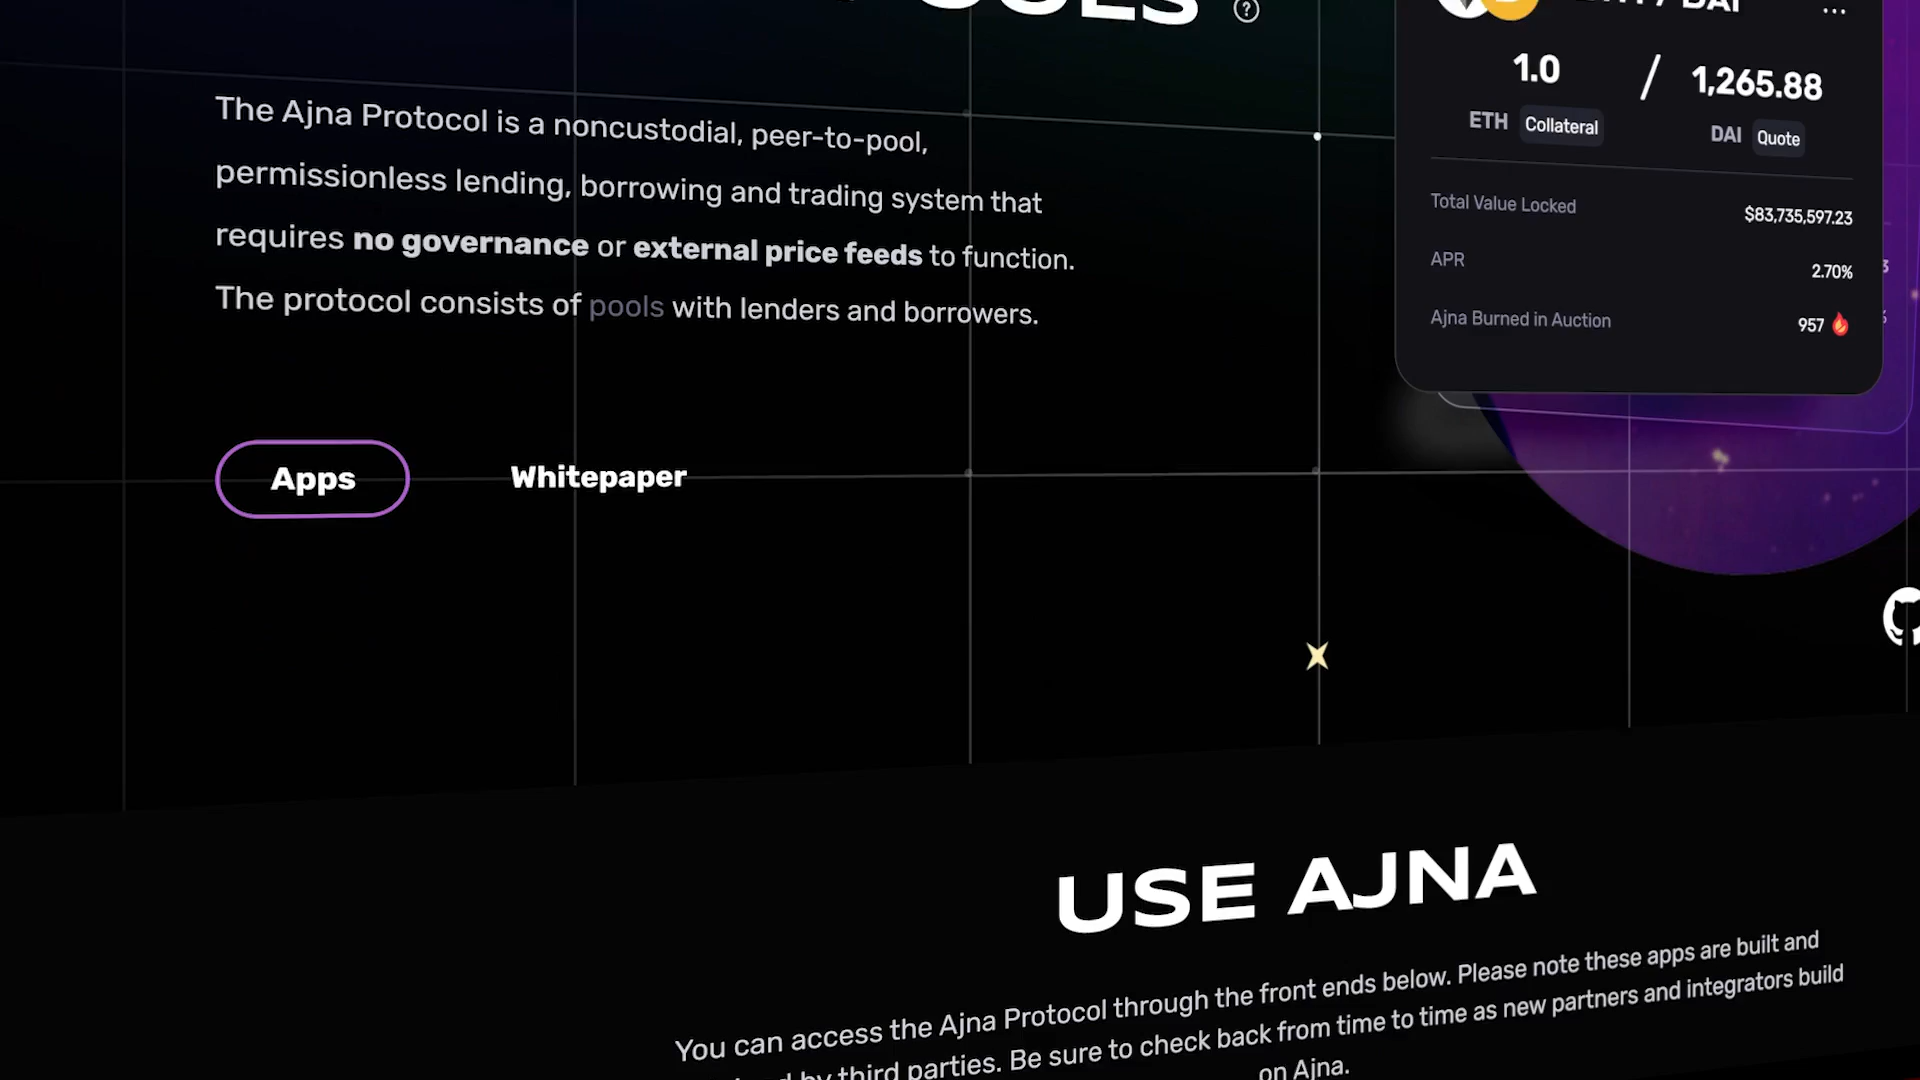 The Ajna Protocol is a noncustodial, peer-to-pool,
permissionless lending, borrowing and trading system that
requires no governance or external price feeds to function.
The protocol consists of pools with lenders and borrowers.
Apps
Whitepaper
/ DAI
...
1.0 / 1,265.88
ETH Collateral
DAI Quote
Total Value Locked $83,735,597.23
APR 2.70%
Ajna Burned in Auction 957
USE AJNA
You can access the Ajna Protocol through the front ends below. Please note these apps are built and
by third parties. Be sure to check back from time to time as new partners and integrators build
on Ajna.